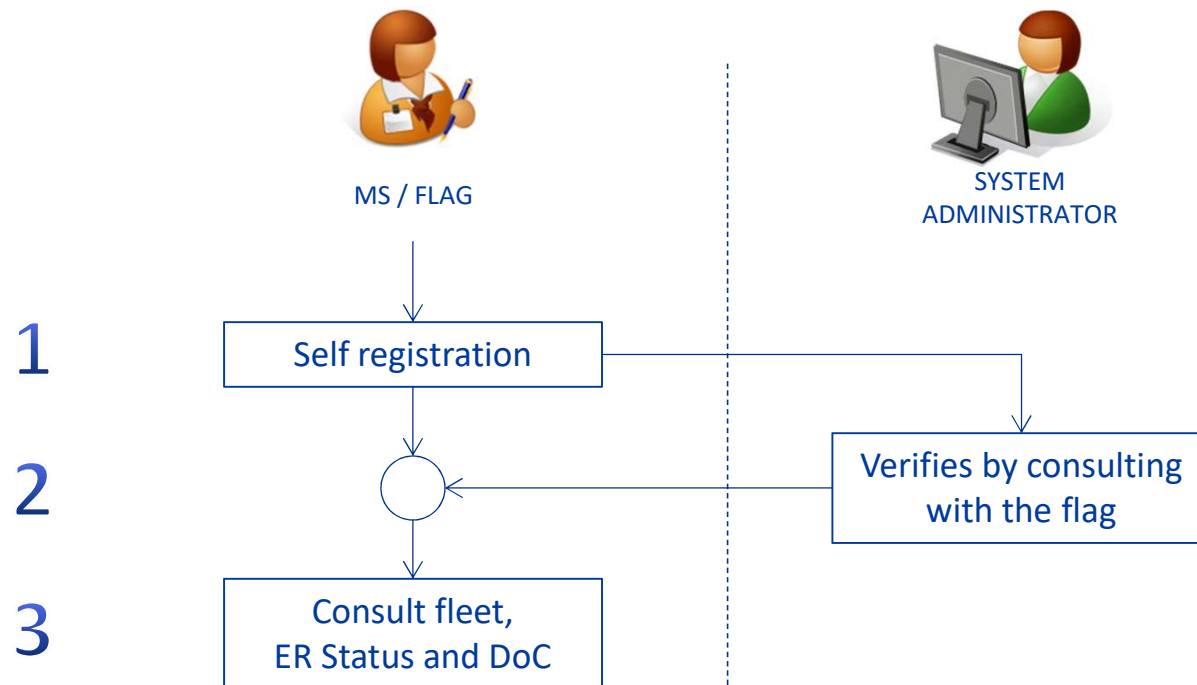 MS / FLAG
SYSTEM
ADMINISTRATOR
1
Self registration
2
Verifies by consulting
with the flag
3
Consult fleet,
ER Status and DoC